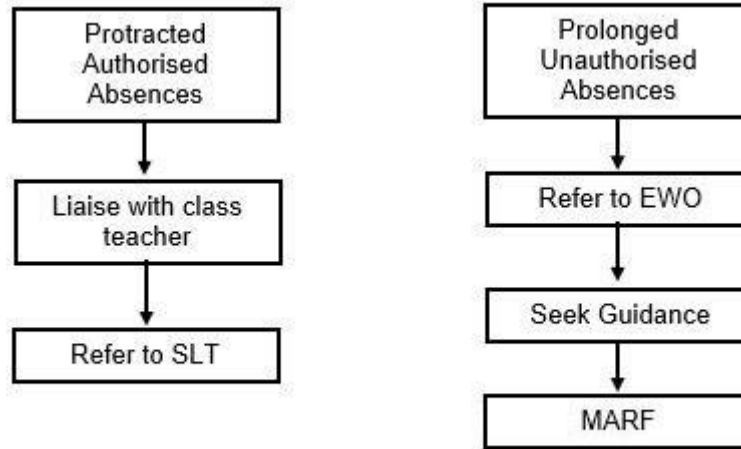 Protracted
Authorised
Absences
Liaise with class
teacher
Refer to SLT
Prolonged
Unauthorised
Absences
Refer to EWO
Seek Guidance
MARF